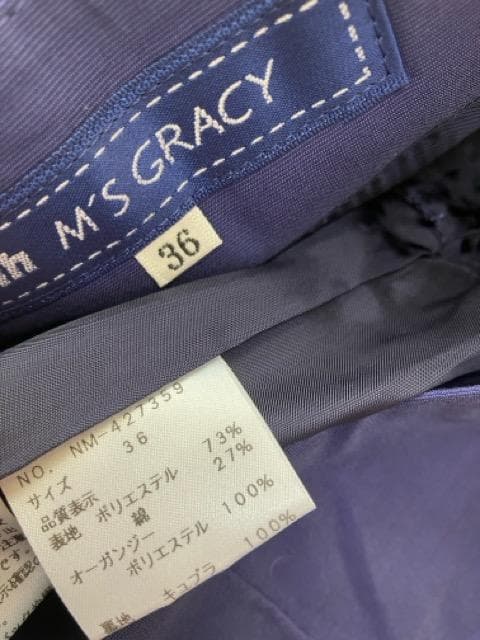 M'S GRACY
36
NO. NM-427359
サイズ 36
品質表示
表地 ポリエステル 73%
綿 27%
オーガンジー
ポリエステル 100%
裏地 キュプラ 100%